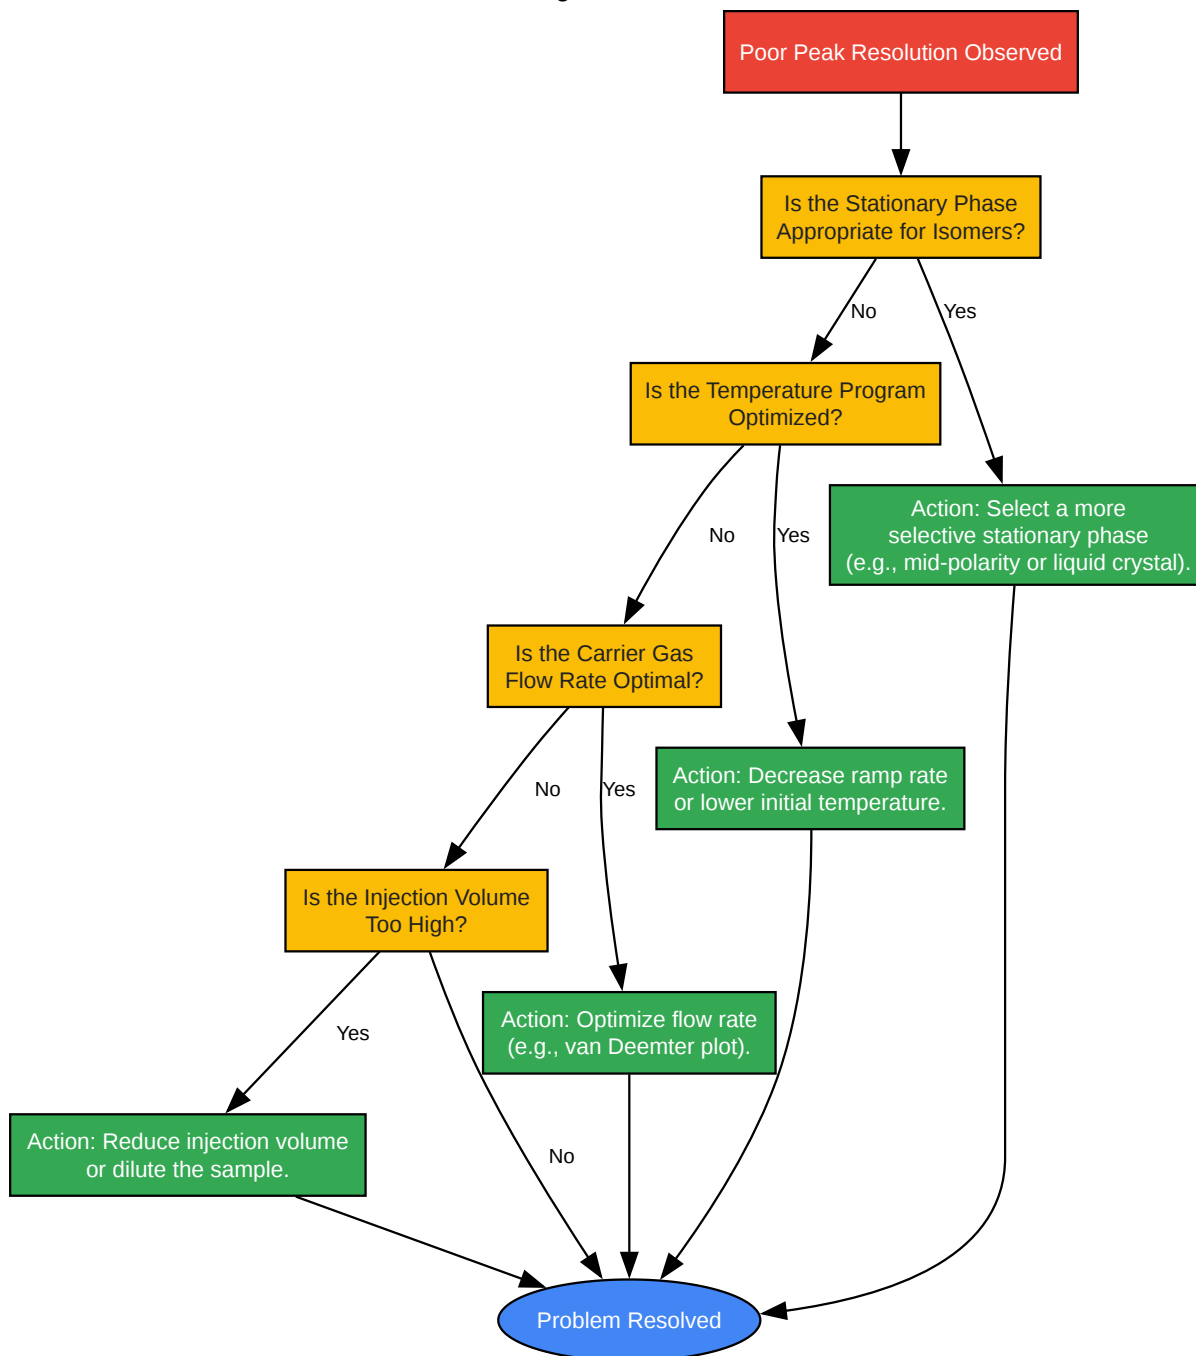 Poor Peak Resolution Observed
Is the Stationary Phase
Appropriate for Isomers?
No
Yes
Is the Temperature Program
Optimized?
Action: Select a more
selective stationary phase
(e.g., mid-polarity or liquid crystal).
No
Yes
Is the Carrier Gas
Flow Rate Optimal?
Action: Decrease ramp rate
or lower initial temperature.
No
Yes
Is the Injection Volume
Too High?
Action: Optimize flow rate
(e.g., van Deemter plot).
Yes
Action: Reduce injection volume
or dilute the sample.
No
Problem Resolved